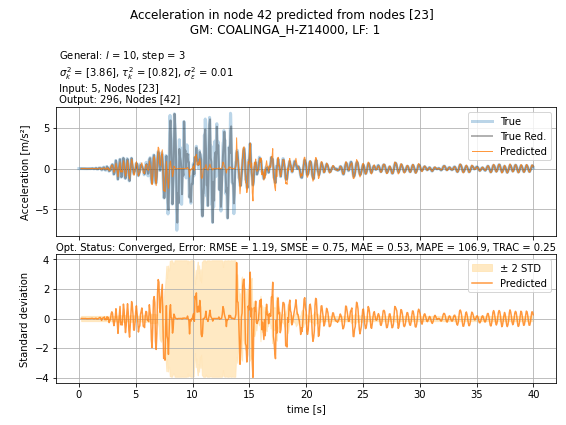 Acceleration in node 42 predicted from nodes [23]
GM: COALINGA_H-Z14000, LF: 1
General: l = 10, step = 3
σ²ₖ = [3.86], τ²ₖ = [0.82], σ²ε = 0.01
Input: 5, Nodes [23]
Output: 296, Nodes [42]
Acceleration [m/s²]
5
0
−5
True
True Red.
Predicted
Opt. Status: Converged, Error: RMSE = 1.19, SMSE = 0.75, MAE = 0.53, MAPE = 106.9, TRAC = 0.25
Standard deviation
4
2
0
−2
−4
± 2 STD
Predicted
0 5 10 15 20 25 30 35 40
time [s]